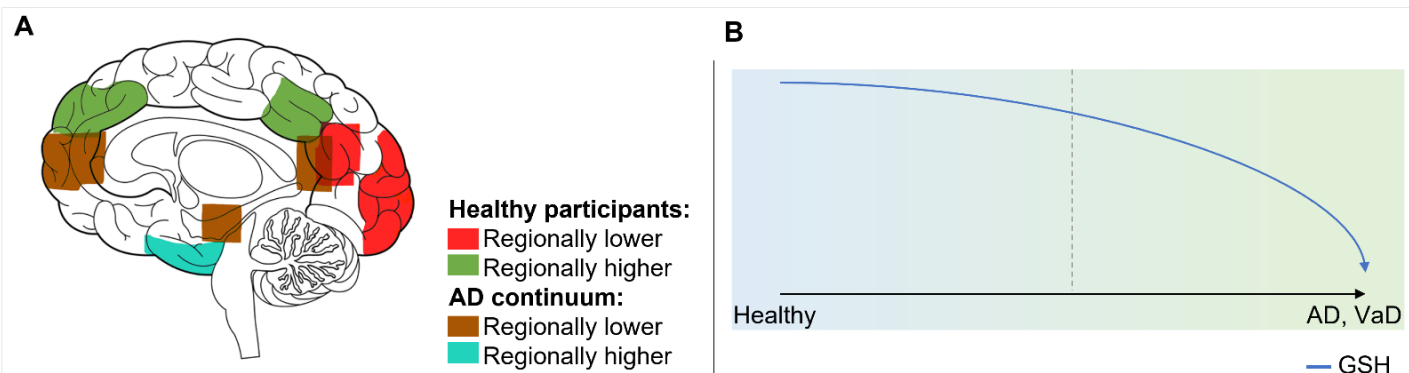 A
Healthy participants:
Regionally lower
Regionally higher
AD continuum:
Regionally lower
Regionally higher
B
Healthy
AD, VaD
GSH